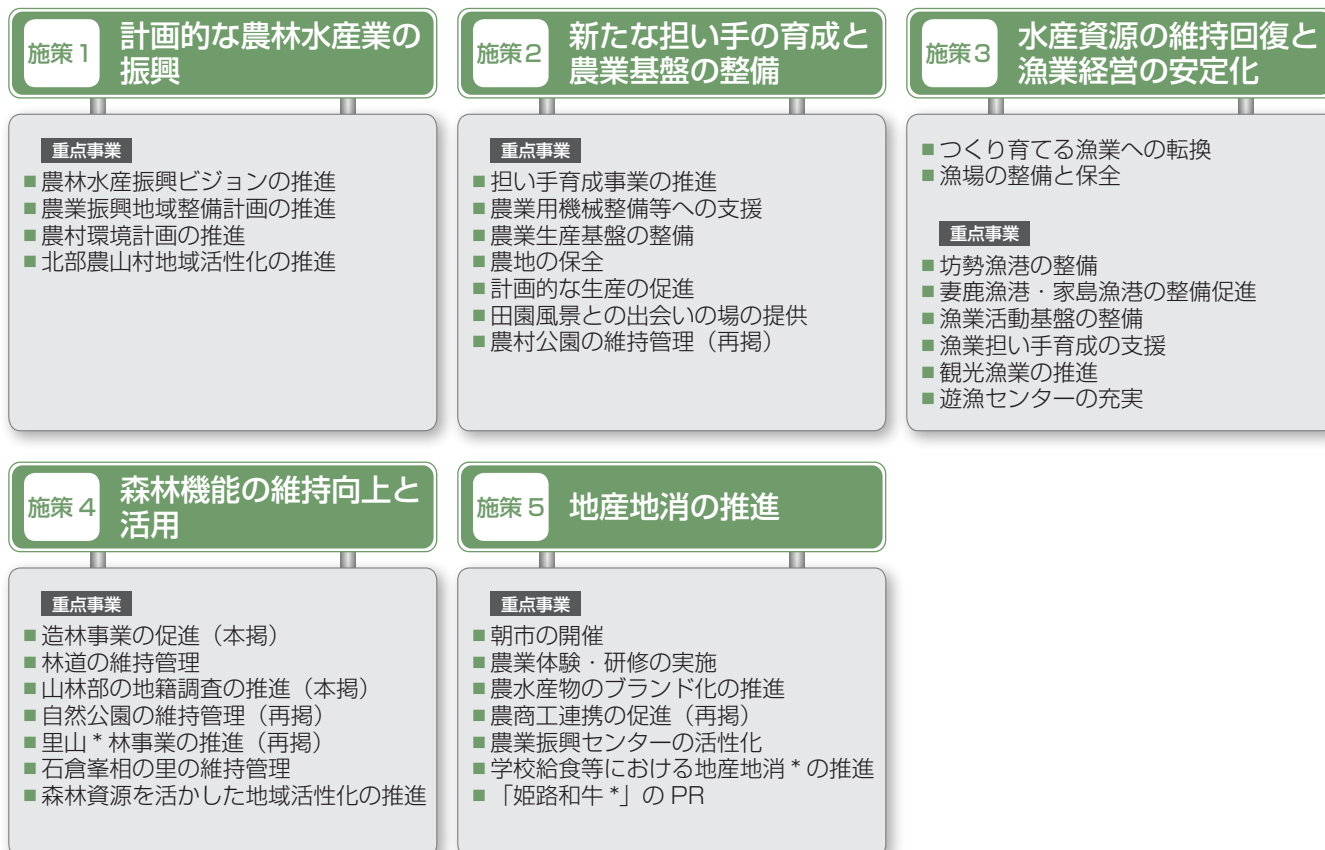 施策1
計画的な農林水産業の
振興
重点事業
■農林水産振興ビジョンの推進
■農業振興地域整備計画の推進
■農村環境計画の推進
■北部農山村地域活性化の推進
施策2
新たな担い手の育成と
農業基盤の整備
重点事業
■担い手育成事業の推進
■農業用機械整備等への支援
■農業生産基盤の整備
■農地の保全
■計画的な生産の促進
■田園風景との出会いの場の提供
■農村公園の維持管理（再掲）
施策3
水産資源の維持回復と
漁業経営の安定化
■つくり育てる漁業への転換
■漁場の整備と保全
重点事業
■坊勢漁港の整備
■妻鹿漁港・家島漁港の整備促進
■漁業活動基盤の整備
■漁業担い手育成の支援
■観光漁業の推進
■遊漁センターの充実
施策4
森林機能の維持向上と
活用
重点事業
■造林事業の促進（本掲）
■林道の維持管理
■山林部の地籍調査の推進（本掲）
■自然公園の維持管理（再掲）
■里山*林事業の推進（再掲）
■石倉峯相の里の維持管理
■森林資源を活かした地域活性化の推進
施策5
地産地消の推進
重点事業
■朝市の開催
■農業体験・研修の実施
■農水産物のブランド化の推進
■農商工連携の促進（再掲）
■農業振興センターの活性化
■学校給食等における地産地消*の推進
■「姫路和牛*」のPR